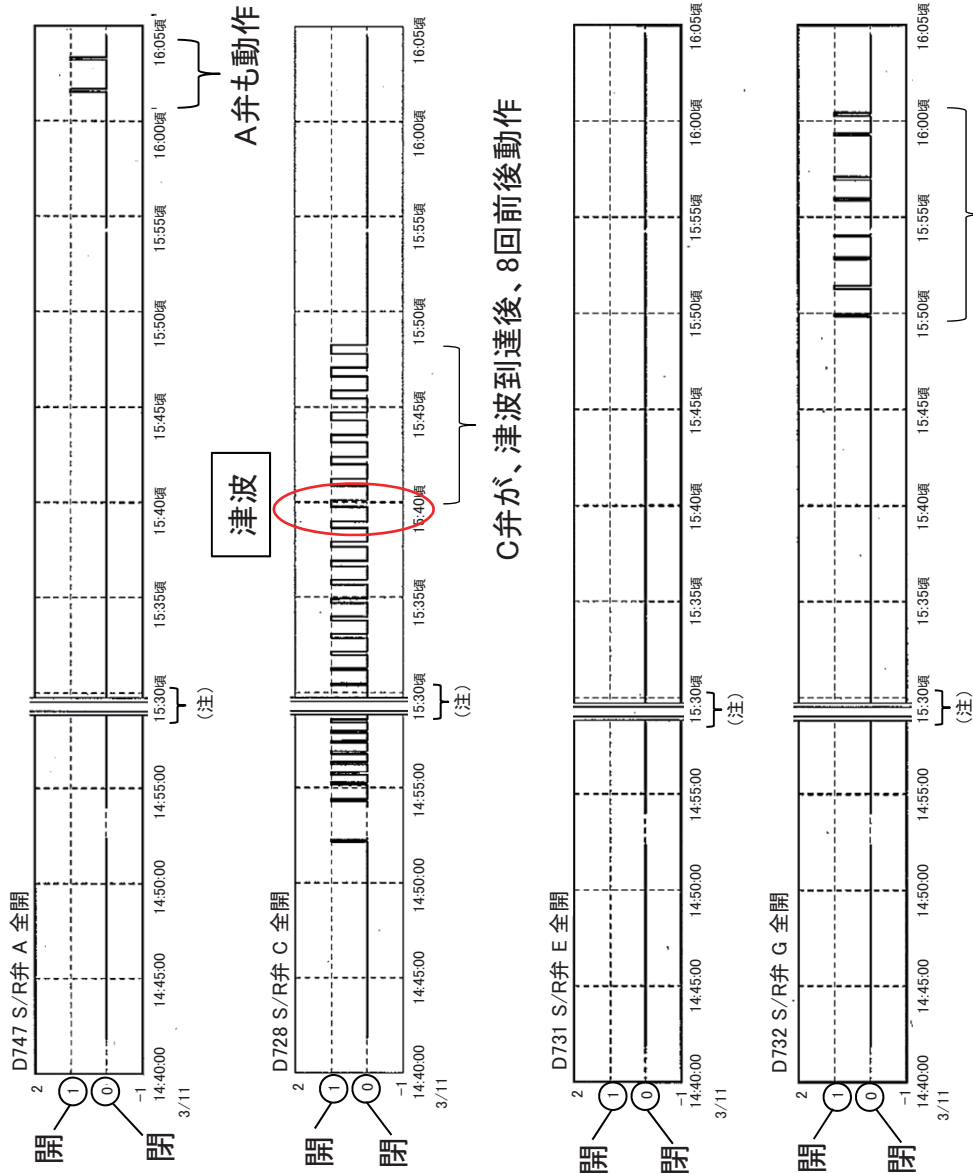 D747 S/R弁 A 全開
開
閉
2
1
0
-1
3/11
14:40:00
14:45:00
14:50:00
14:55:00
15:30頃
(注)
15:35頃
15:40頃
15:45頃
15:50頃
15:55頃
16:00頃
16:05頃
A弁も動作
D728 S/R弁 C 全開
開
閉
2
1
0
-1
3/11
14:40:00
14:45:00
14:50:00
14:55:00
15:30頃
(注)
15:35頃
15:40頃
15:45頃
15:50頃
15:55頃
16:00頃
16:05頃
津波
C弁が、津波到達後、8回前後動作
D731 S/R弁 E 全開
開
閉
2
1
0
-1
3/11
14:40:00
14:45:00
14:50:00
14:55:00
15:30頃
(注)
15:35頃
15:40頃
15:45頃
15:50頃
15:55頃
16:00頃
16:05頃
D732 S/R弁 G 全開
開
閉
2
1
0
-1
3/11
14:40:00
14:45:00
14:50:00
14:55:00
15:30頃
(注)
15:35頃
15:40頃
15:45頃
15:50頃
15:55頃
16:00頃
16:05頃